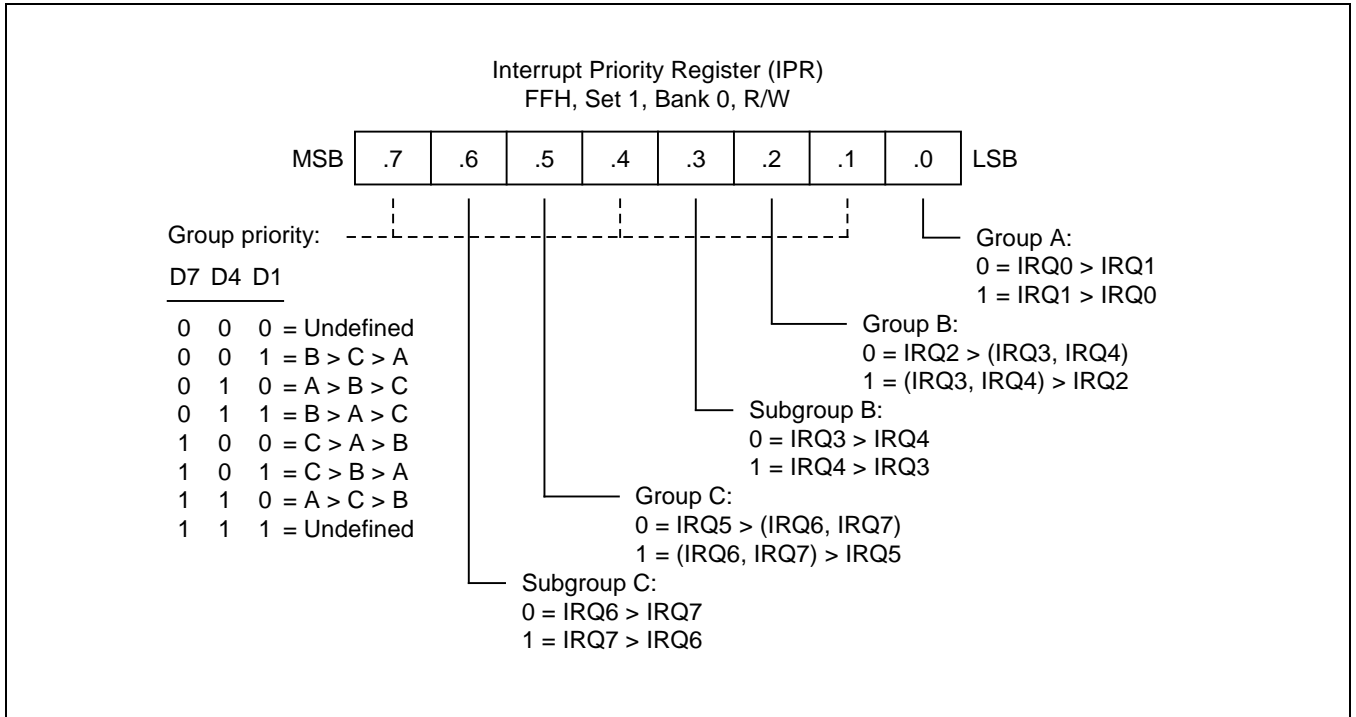 Interrupt Priority Register (IPR)
FFH, Set 1, Bank 0, R/W
MSB .7 .6 .5 .4 .3 .2 .1 .0 LSB
Group priority:
D7 D4 D1
0 0 0 = Undefined
0 0 1 = B > C > A
0 1 0 = A > B > C
0 1 1 = B > A > C
1 0 0 = C > A > B
1 0 1 = C > B > A
1 1 0 = A > C > B
1 1 1 = Undefined
Group A:
0 = IRQ0 > IRQ1
1 = IRQ1 > IRQ0
Group B:
0 = IRQ2 > (IRQ3, IRQ4)
1 = (IRQ3, IRQ4) > IRQ2
Subgroup B:
0 = IRQ3 > IRQ4
1 = IRQ4 > IRQ3
Group C:
0 = IRQ5 > (IRQ6, IRQ7)
1 = (IRQ6, IRQ7) > IRQ5
Subgroup C:
0 = IRQ6 > IRQ7
1 = IRQ7 > IRQ6